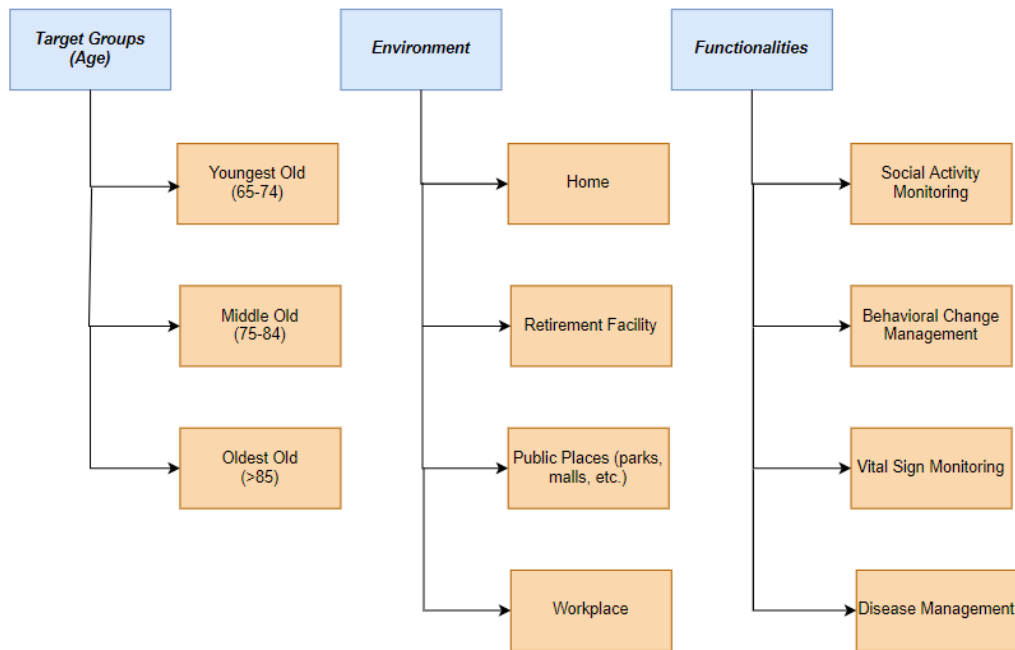 Target Groups
(Age)
Youngest Old
(65-74)
Middle Old
(75-84)
Oldest Old
(>85)
Environment
Home
Retirement Facility
Public Places (parks,
malls, etc.)
Workplace
Functionalities
Social Activity
Monitoring
Behavioral Change
Management
Vital Sign Monitoring
Disease Management